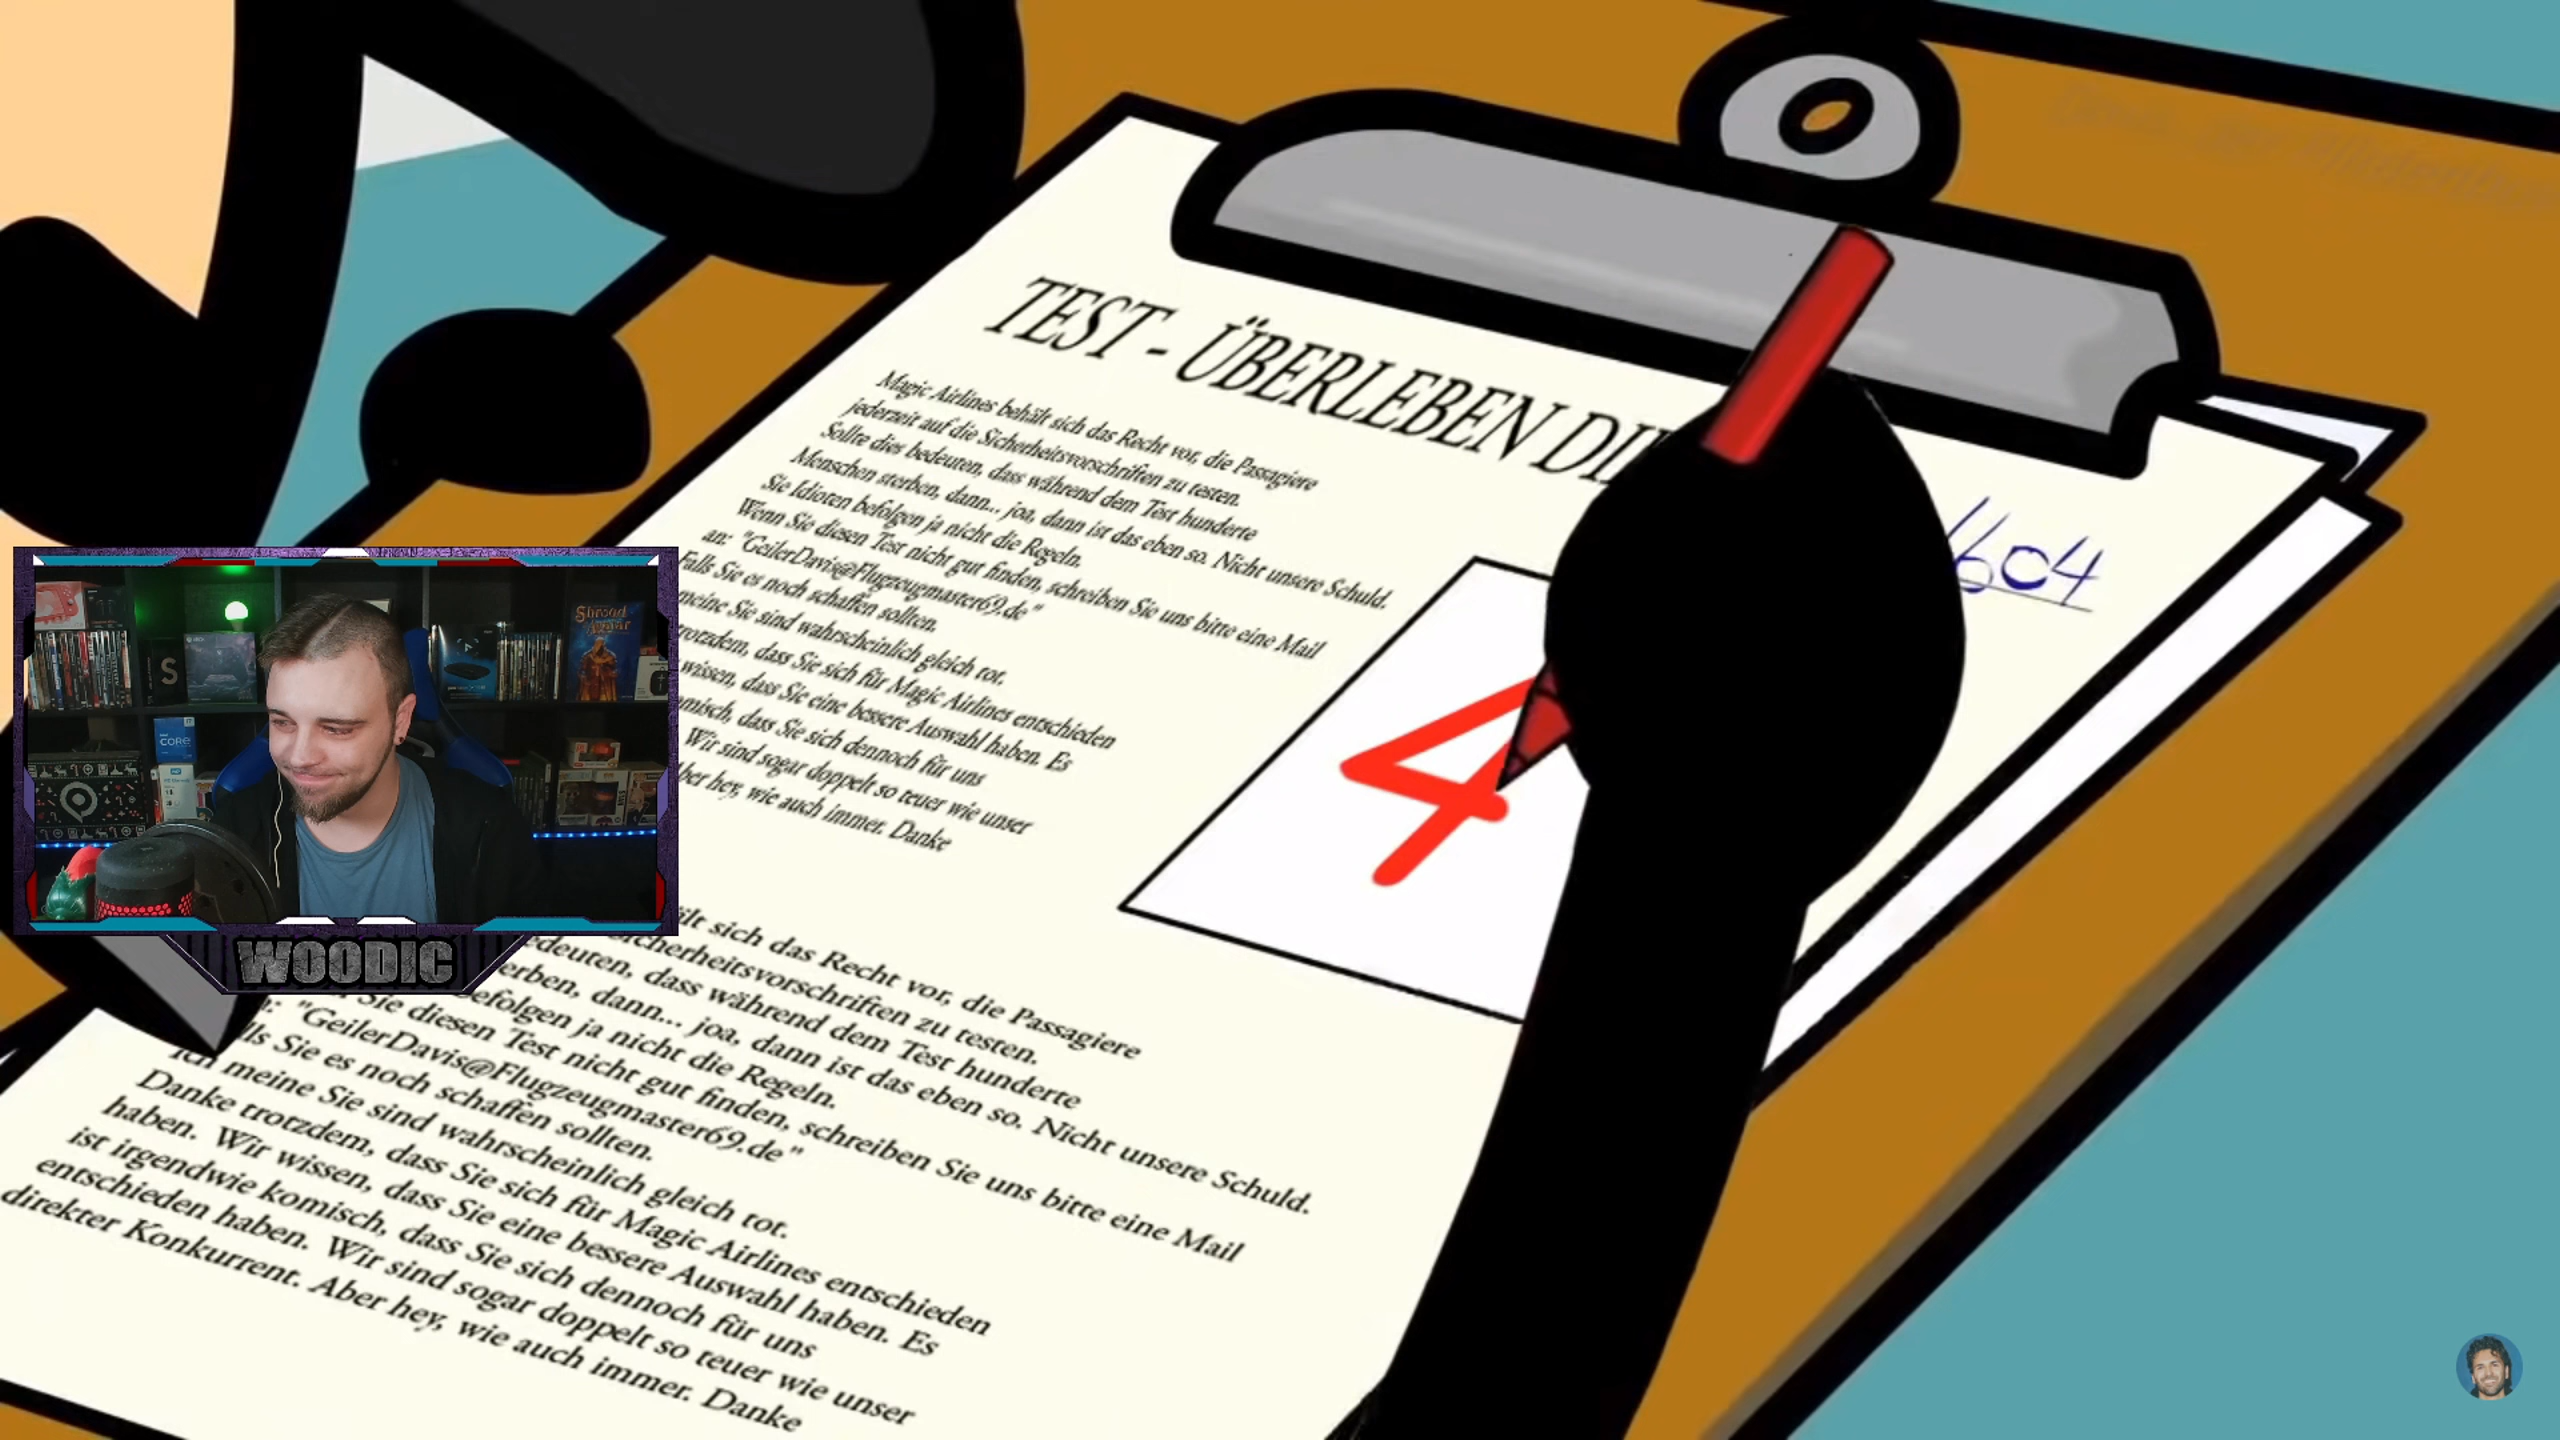 TEST - ÜBERLEBEN DI
1604
Magic Airlines behält sich das Recht vor, die Passagiere
jederzeit auf die Sicherheitsvorschriften zu testen.
Sollte dies bedeuten, dass während dem Test hunderte
Menschen sterben, dann... joa, dann ist das eben so. Nicht unsere Schuld.
Sie Idioten befolgen ja nicht die Regeln.
Wenn Sie diesen Test nicht gut finden, schreiben Sie uns bitte eine Mail
an: "GeilerDavis@Flugzeugmaster69.de"
Falls Sie es noch schaffen sollten.
meine Sie sind wahrscheinlich gleich tot.
trotzdem, dass Sie sich für Magic Airlines entschieden
wissen, dass Sie eine bessere Auswahl haben. Es
dass Sie sich dennoch für uns
Wir sind sogar doppelt so teuer wie unser
hey, wie auch immer. Danke
4
sich das Recht vor, die Passagiere
zu testen.
dass während dem Test hunderte
dann... joa, dann ist das eben so. Nicht unsere Schuld.
ja nicht die Regeln.
Sie diesen Test nicht gut finden, schreiben Sie uns bitte eine Mail
"GeilerDavis@Flugzeugmaster69.de"
Sie es noch schaffen sollten.
Ich meine Sie sind wahrscheinlich gleich tot.
Danke trotzdem, dass Sie sich für Magic Airlines entschieden
haben. Wir wissen, dass Sie eine bessere Auswahl haben. Es
ist irgendwie komisch, dass Sie sich dennoch für uns
entschieden haben. Wir sind sogar doppelt so teuer wie unser
direkter Konkurrent. Aber hey, wie auch immer. Danke
WOODIC
Shroud
Avatar
CORE
S